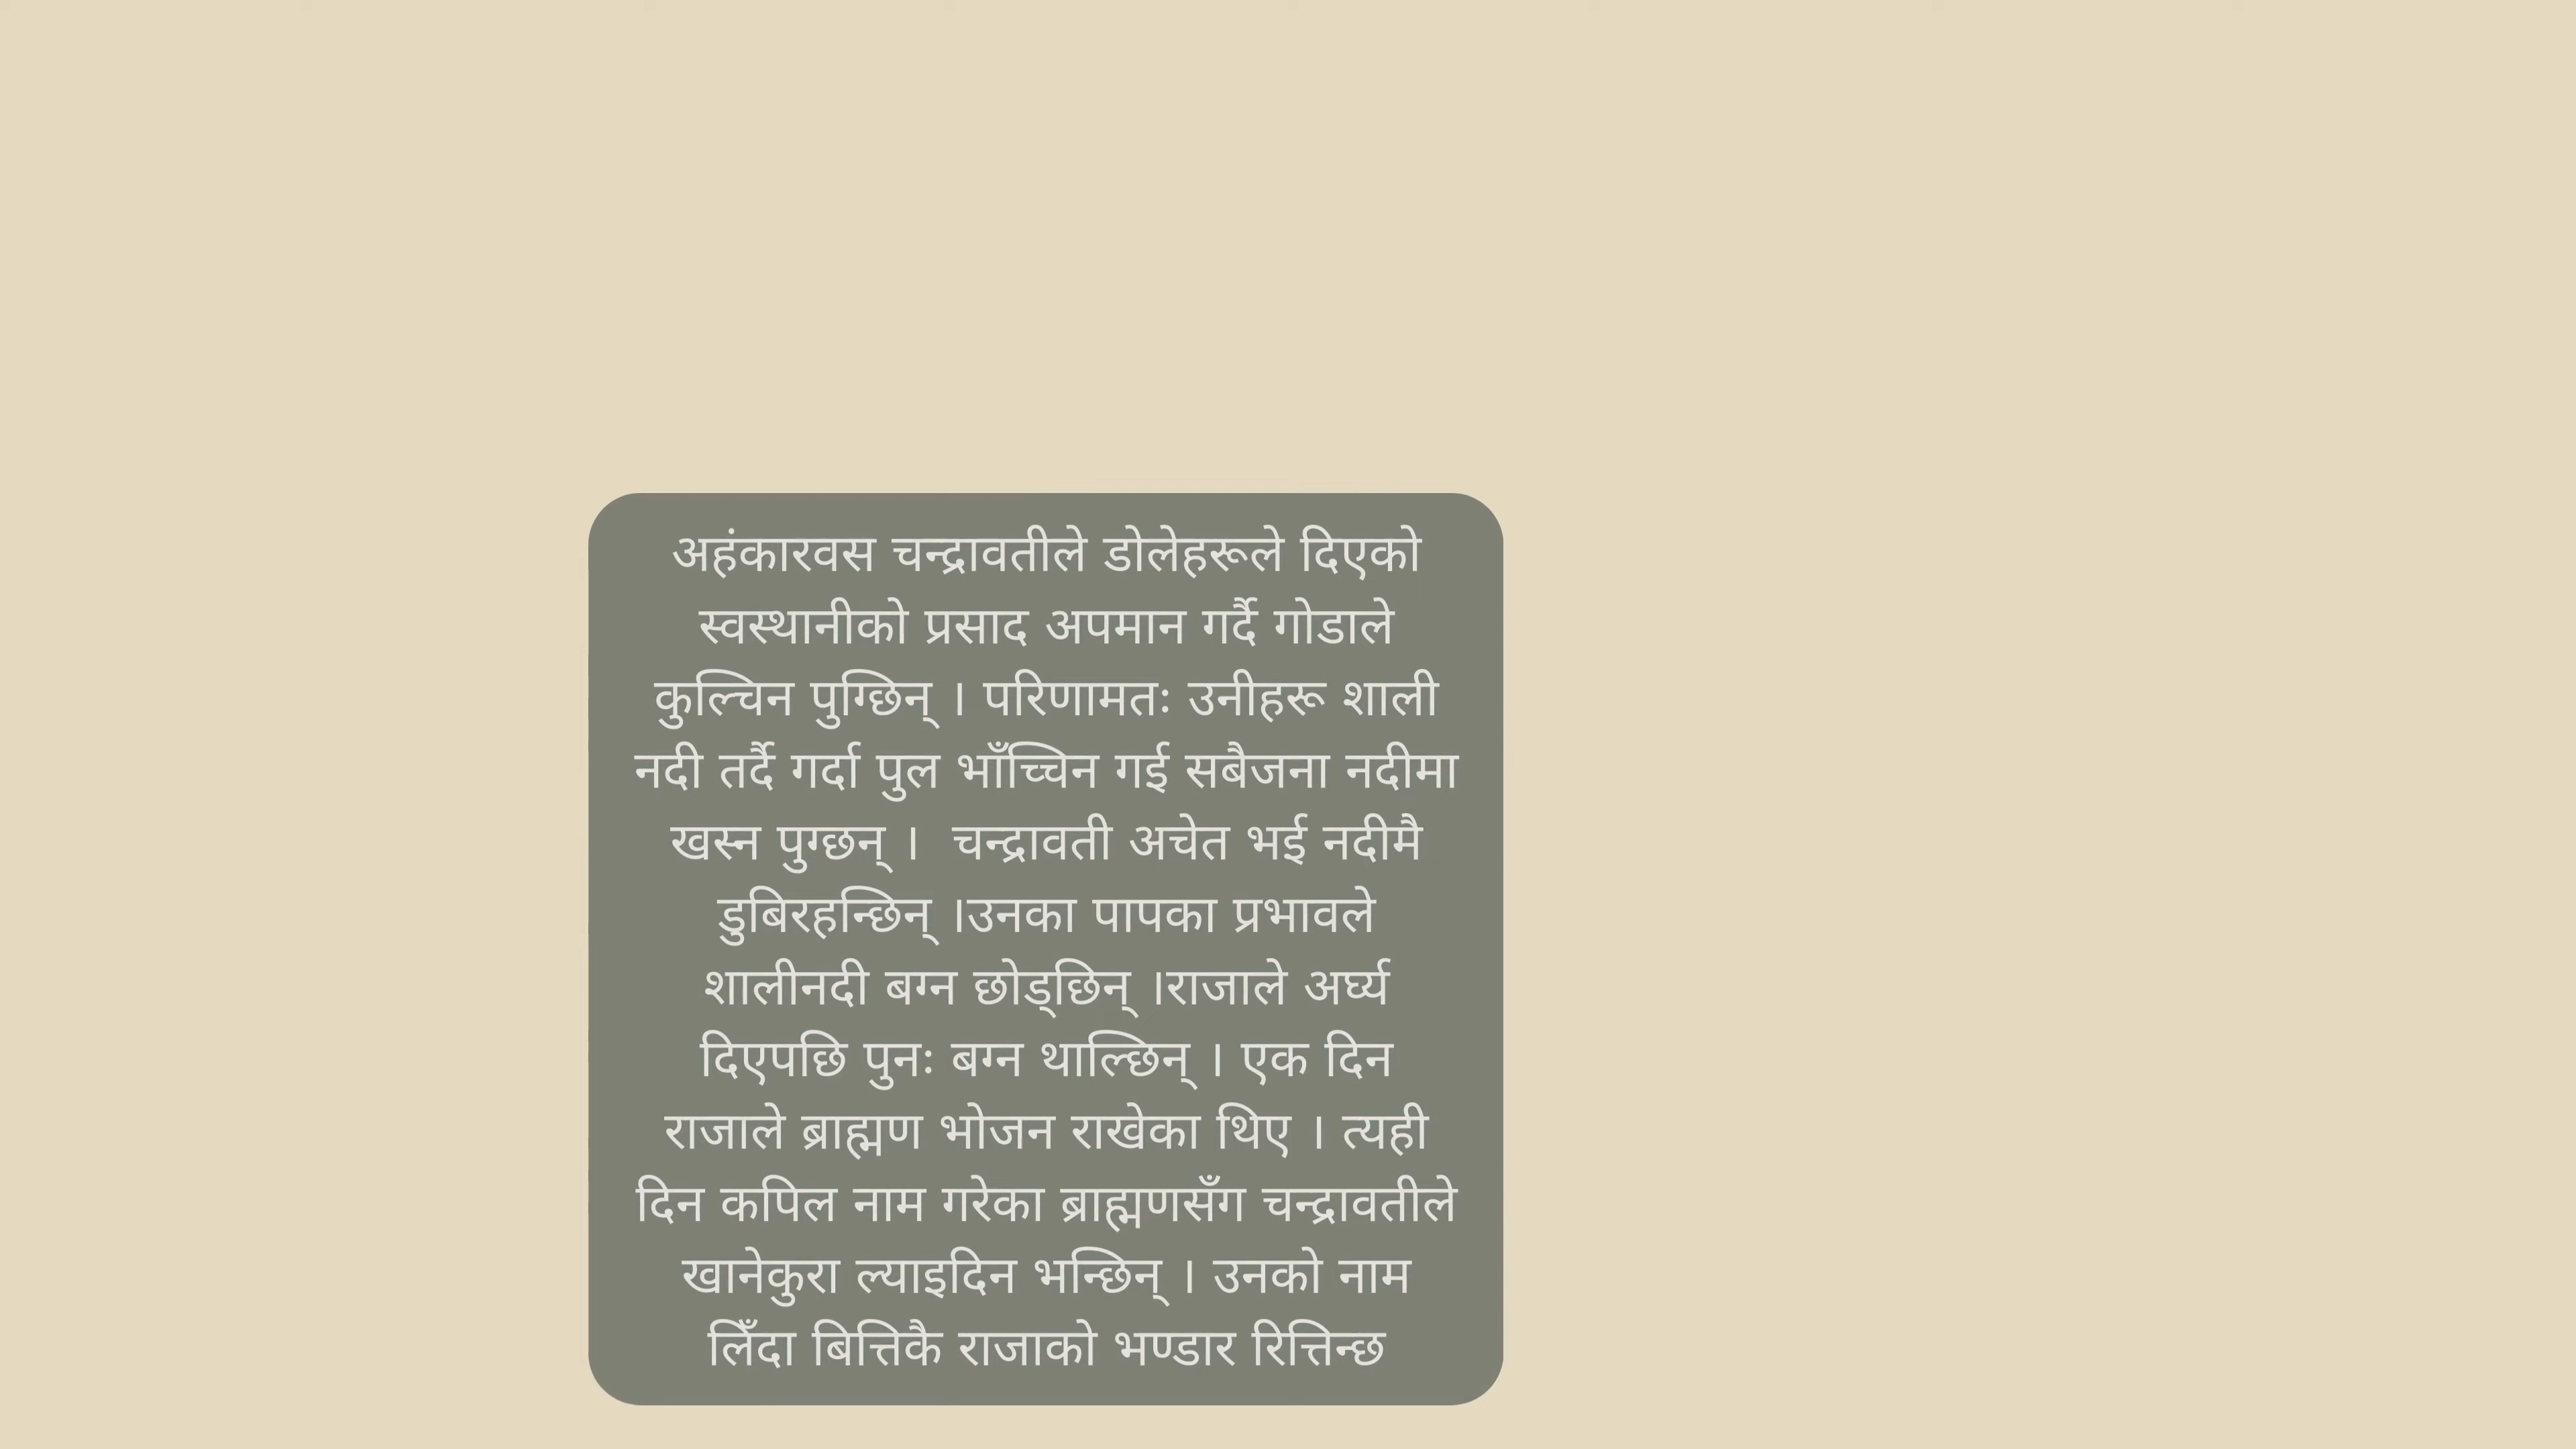 अहंकारवस चन्द्रावतीले डोलेहरूले दिएको
स्वस्थानीको प्रसाद अपमान गर्दै गोडाले
कुल्चिन पुग्छिन् । परिणामतः उनीहरू शाली
नदी तर्दै गर्दा पुल भाँच्चिन गई सबैजना नदीमा
खस्न पुग्छन् ।  चन्द्रावती अचेत भई नदीमै
डुबिरहन्छिन् ।उनका पापका प्रभावले
शालीनदी बग्न छोड्छिन् ।राजाले अर्घ्य
दिएपछि पुनः बग्न थाल्छिन् । एक दिन
राजाले ब्राह्मण भोजन राखेका थिए । त्यही
दिन कपिल नाम गरेका ब्राह्मणसँग चन्द्रावतीले
खानेकुरा ल्याइदिन भन्छिन् । उनको नाम
लिँदा बित्तिकै राजाको भण्डार रित्तिन्छ